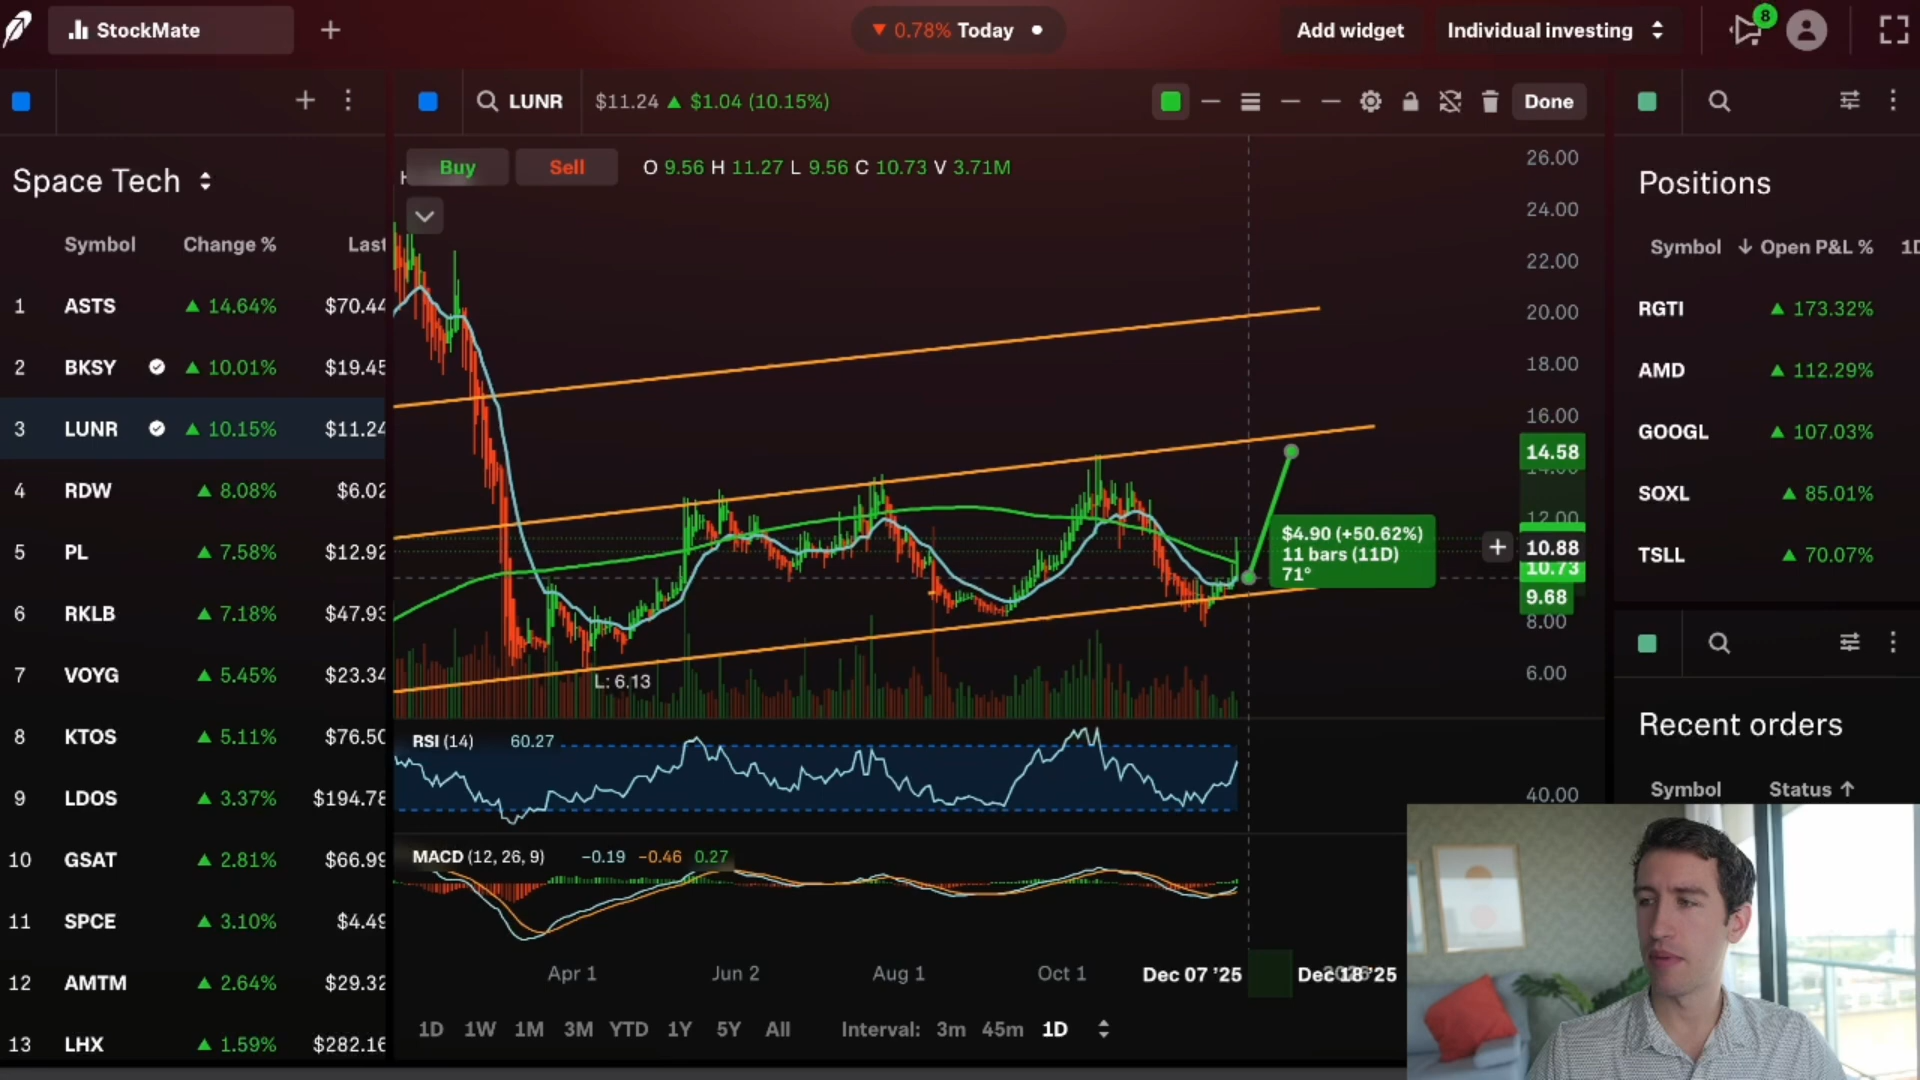 StockMate
0.78% Today
Add widget
Individual investing
8
LUNR $11.24 $1.04 (10.15%)
Done
Buy Sell O 9.56 H 11.27 L 9.56 C 10.73 V 3.71M
Space Tech
Symbol Change % Last
1 ASTS 14.64% $70.44
2 BKSY 10.01% $19.45
3 LUNR 10.15% $11.24
4 RDW 8.08% $6.02
5 PL 7.58% $12.92
6 RKLB 7.18% $47.93
7 VOYG 5.45% $23.34
8 KTOS 5.11% $76.50
9 LDOS 3.37% $194.78
10 GSAT 2.81% $66.99
11 SPCE 3.10% $4.49
12 AMTM 2.64% $29.32
13 LHX 1.59% $282.16
26.00
24.00
22.00
20.00
18.00
16.00
14.58
14.00
12.00
10.88
10.73
9.68
8.00
6.00
$4.90 (+50.62%)
11 bars (11D)
71°
L: 6.13
RSI (14) 60.27
40.00
MACD (12, 26, 9) −0.19 −0.46 0.27
Apr 1 Jun 2 Aug 1 Oct 1 Dec 07 '25 Dec 18 '25
1D 1W 1M 3M YTD 1Y 5Y All Interval: 3m 45m 1D
Positions
Symbol Open P&L % 1D
RGTI 173.32%
AMD 112.29%
GOOGL 107.03%
SOXL 85.01%
TSLL 70.07%
Recent orders
Symbol Status